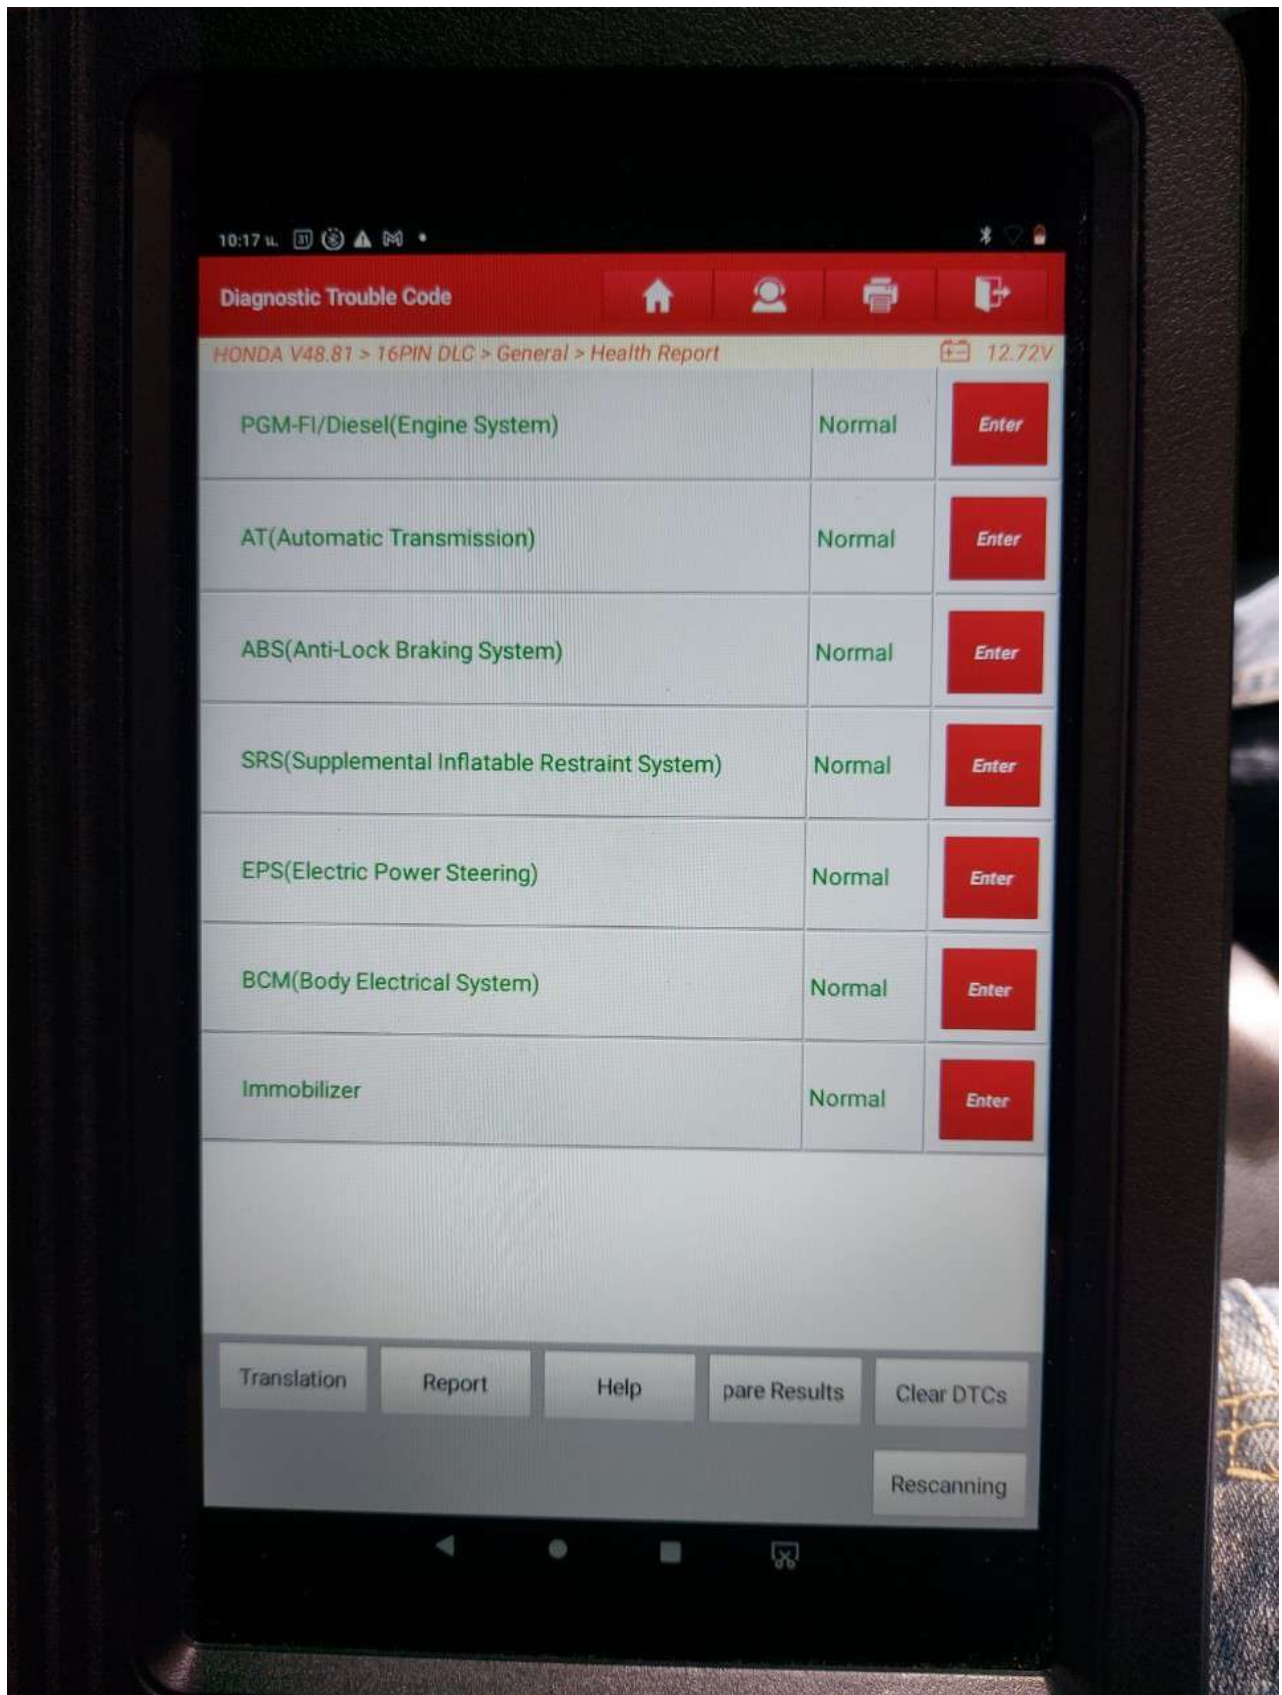 10:17 น. 31
Diagnostic Trouble Code
HONDA V48.81 > 16PIN DLC > General > Health Report 12.72V
PGM-FI/Diesel(Engine System) Normal Enter
AT(Automatic Transmission) Normal Enter
ABS(Anti-Lock Braking System) Normal Enter
SRS(Supplemental Inflatable Restraint System) Normal Enter
EPS(Electric Power Steering) Normal Enter
BCM(Body Electrical System) Normal Enter
Immobilizer Normal Enter
Translation Report Help pare Results Clear DTCs
Rescanning